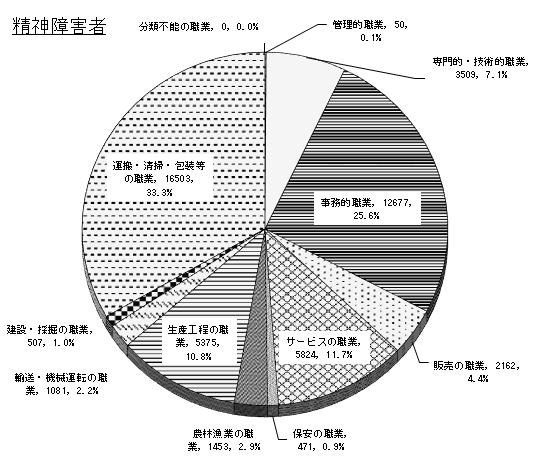 精神障害者
分類不能の職業, 0, 0.0%
管理的職業, 50,
0.1%
専門的・技術的職業,
3509, 7.1%
事務的職業, 12677,
25.6%
販売の職業, 2162,
4.4%
サービスの職業,
5824, 11.7%
保安の職業,
471, 0.9%
農林漁業の職
業, 1453, 2.9%
生産工程の職
業, 5375,
10.8%
輸送・機械運転の職
業, 1081, 2.2%
建設・採掘の職業,
507, 1.0%
運搬・清掃・包装等
の職業, 16503,
33.3%